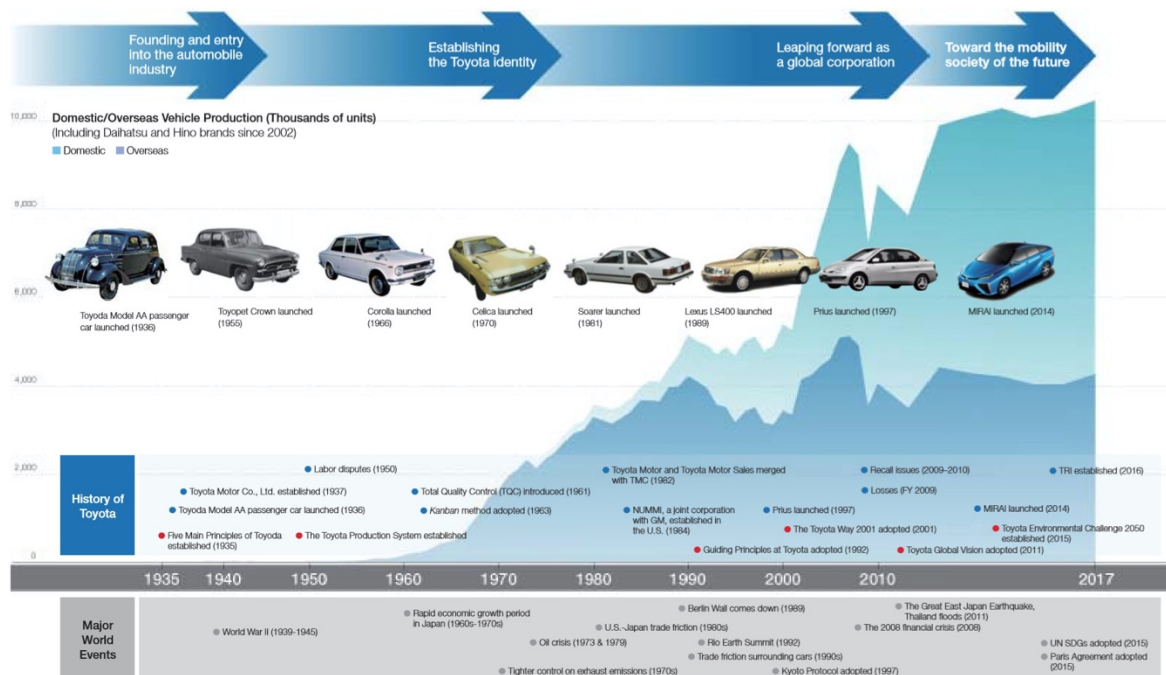 Founding and entry
into the automobile
industry
Establishing
the Toyota identity
Leaping forward as
a global corporation
Toward the mobility
society of the future
10,000
Domestic/Overseas Vehicle Production (Thousands of units)
(Including Daihatsu and Hino brands since 2002)
Domestic Overseas
8,000
6,000
Toyoda Model AA passenger
car launched (1936)
Toyopet Crown launched
(1955)
Corolla launched
(1966)
Celica launched
(1970)
Soarer launched
(1981)
Lexus LS400 launched
(1989)
Prius launched (1997)
MIRAI launched (2014)
4,000
2,000
0
History of
Toyota
Labor disputes (1950)
Toyota Motor Co., Ltd. established (1937)
Toyoda Model AA passenger car launched (1936)
Five Main Principles of Toyoda
established (1935)
The Toyota Production System established
Total Quality Control (TQC) introduced (1961)
Kanban method adopted (1963)
Toyota Motor and Toyota Motor Sales merged
with TMC (1982)
NUMMI, a joint corporation
with GM, established in
the U.S. (1984)
Prius launched (1997)
The Toyota Way 2001 adopted (2001)
Guiding Principles at Toyota adopted (1992)
Recall issues (2009–2010)
Losses (FY 2009)
Toyota Global Vision adopted (2011)
TRI established (2016)
MIRAI launched (2014)
Toyota Environmental Challenge 2050
established (2015)
1935 1940 1950 1960 1970 1980 1990 2000 2010 2017
Major
World
Events
World War II (1939-1945)
Rapid economic growth period
in Japan (1960s-1970s)
Oil crisis (1973 & 1979)
Tighter control on exhaust emissions (1970s)
U.S.-Japan trade friction (1980s)
Berlin Wall comes down (1989)
Rio Earth Summit (1992)
Trade friction surrounding cars (1990s)
Kyoto Protocol adopted (1997)
The Great East Japan Earthquake,
Thailand floods (2011)
The 2008 financial crisis (2008)
UN SDGs adopted (2015)
Paris Agreement adopted
(2015)